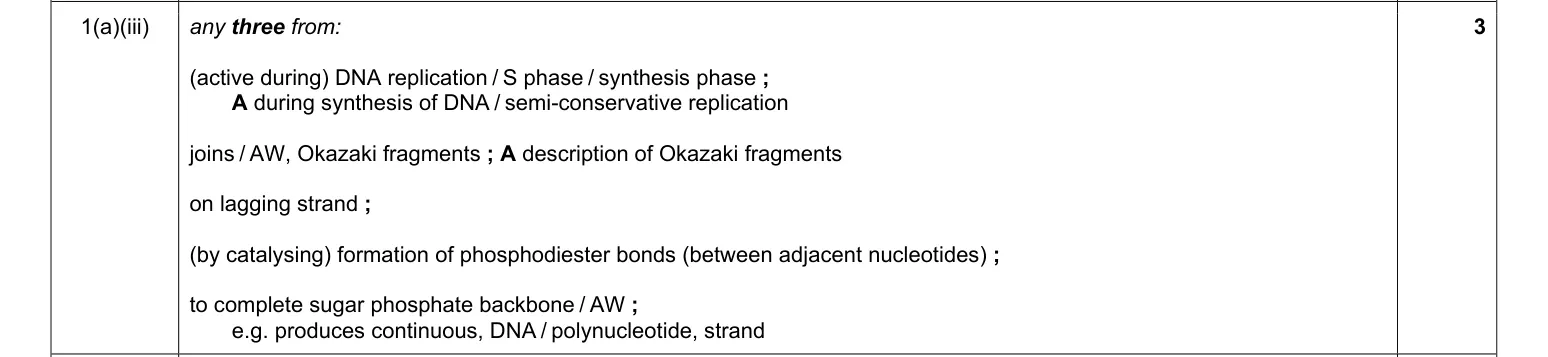 1(a)(iii) any three from: 3
(active during) DNA replication / S phase / synthesis phase ;
A during synthesis of DNA / semi-conservative replication
joins / AW, Okazaki fragments ; A description of Okazaki fragments
on lagging strand ;
(by catalysing) formation of phosphodiester bonds (between adjacent nucleotides) ;
to complete sugar phosphate backbone / AW ;
e.g. produces continuous, DNA / polynucleotide, strand